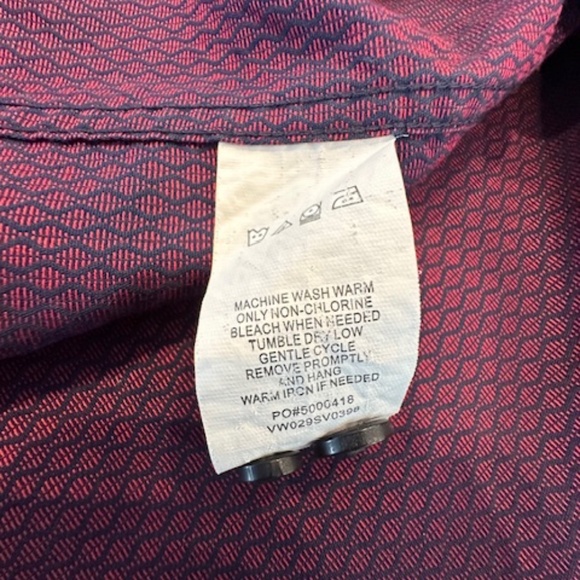 MACHINE WASH WARM
ONLY NON-CHLORINE
BLEACH WHEN NEEDED
TUMBLE DRY LOW
GENTLE CYCLE
REMOVE PROMPTLY
AND HANG
WARM IRON IF NEEDED
PO#5000418
VW029SV0398